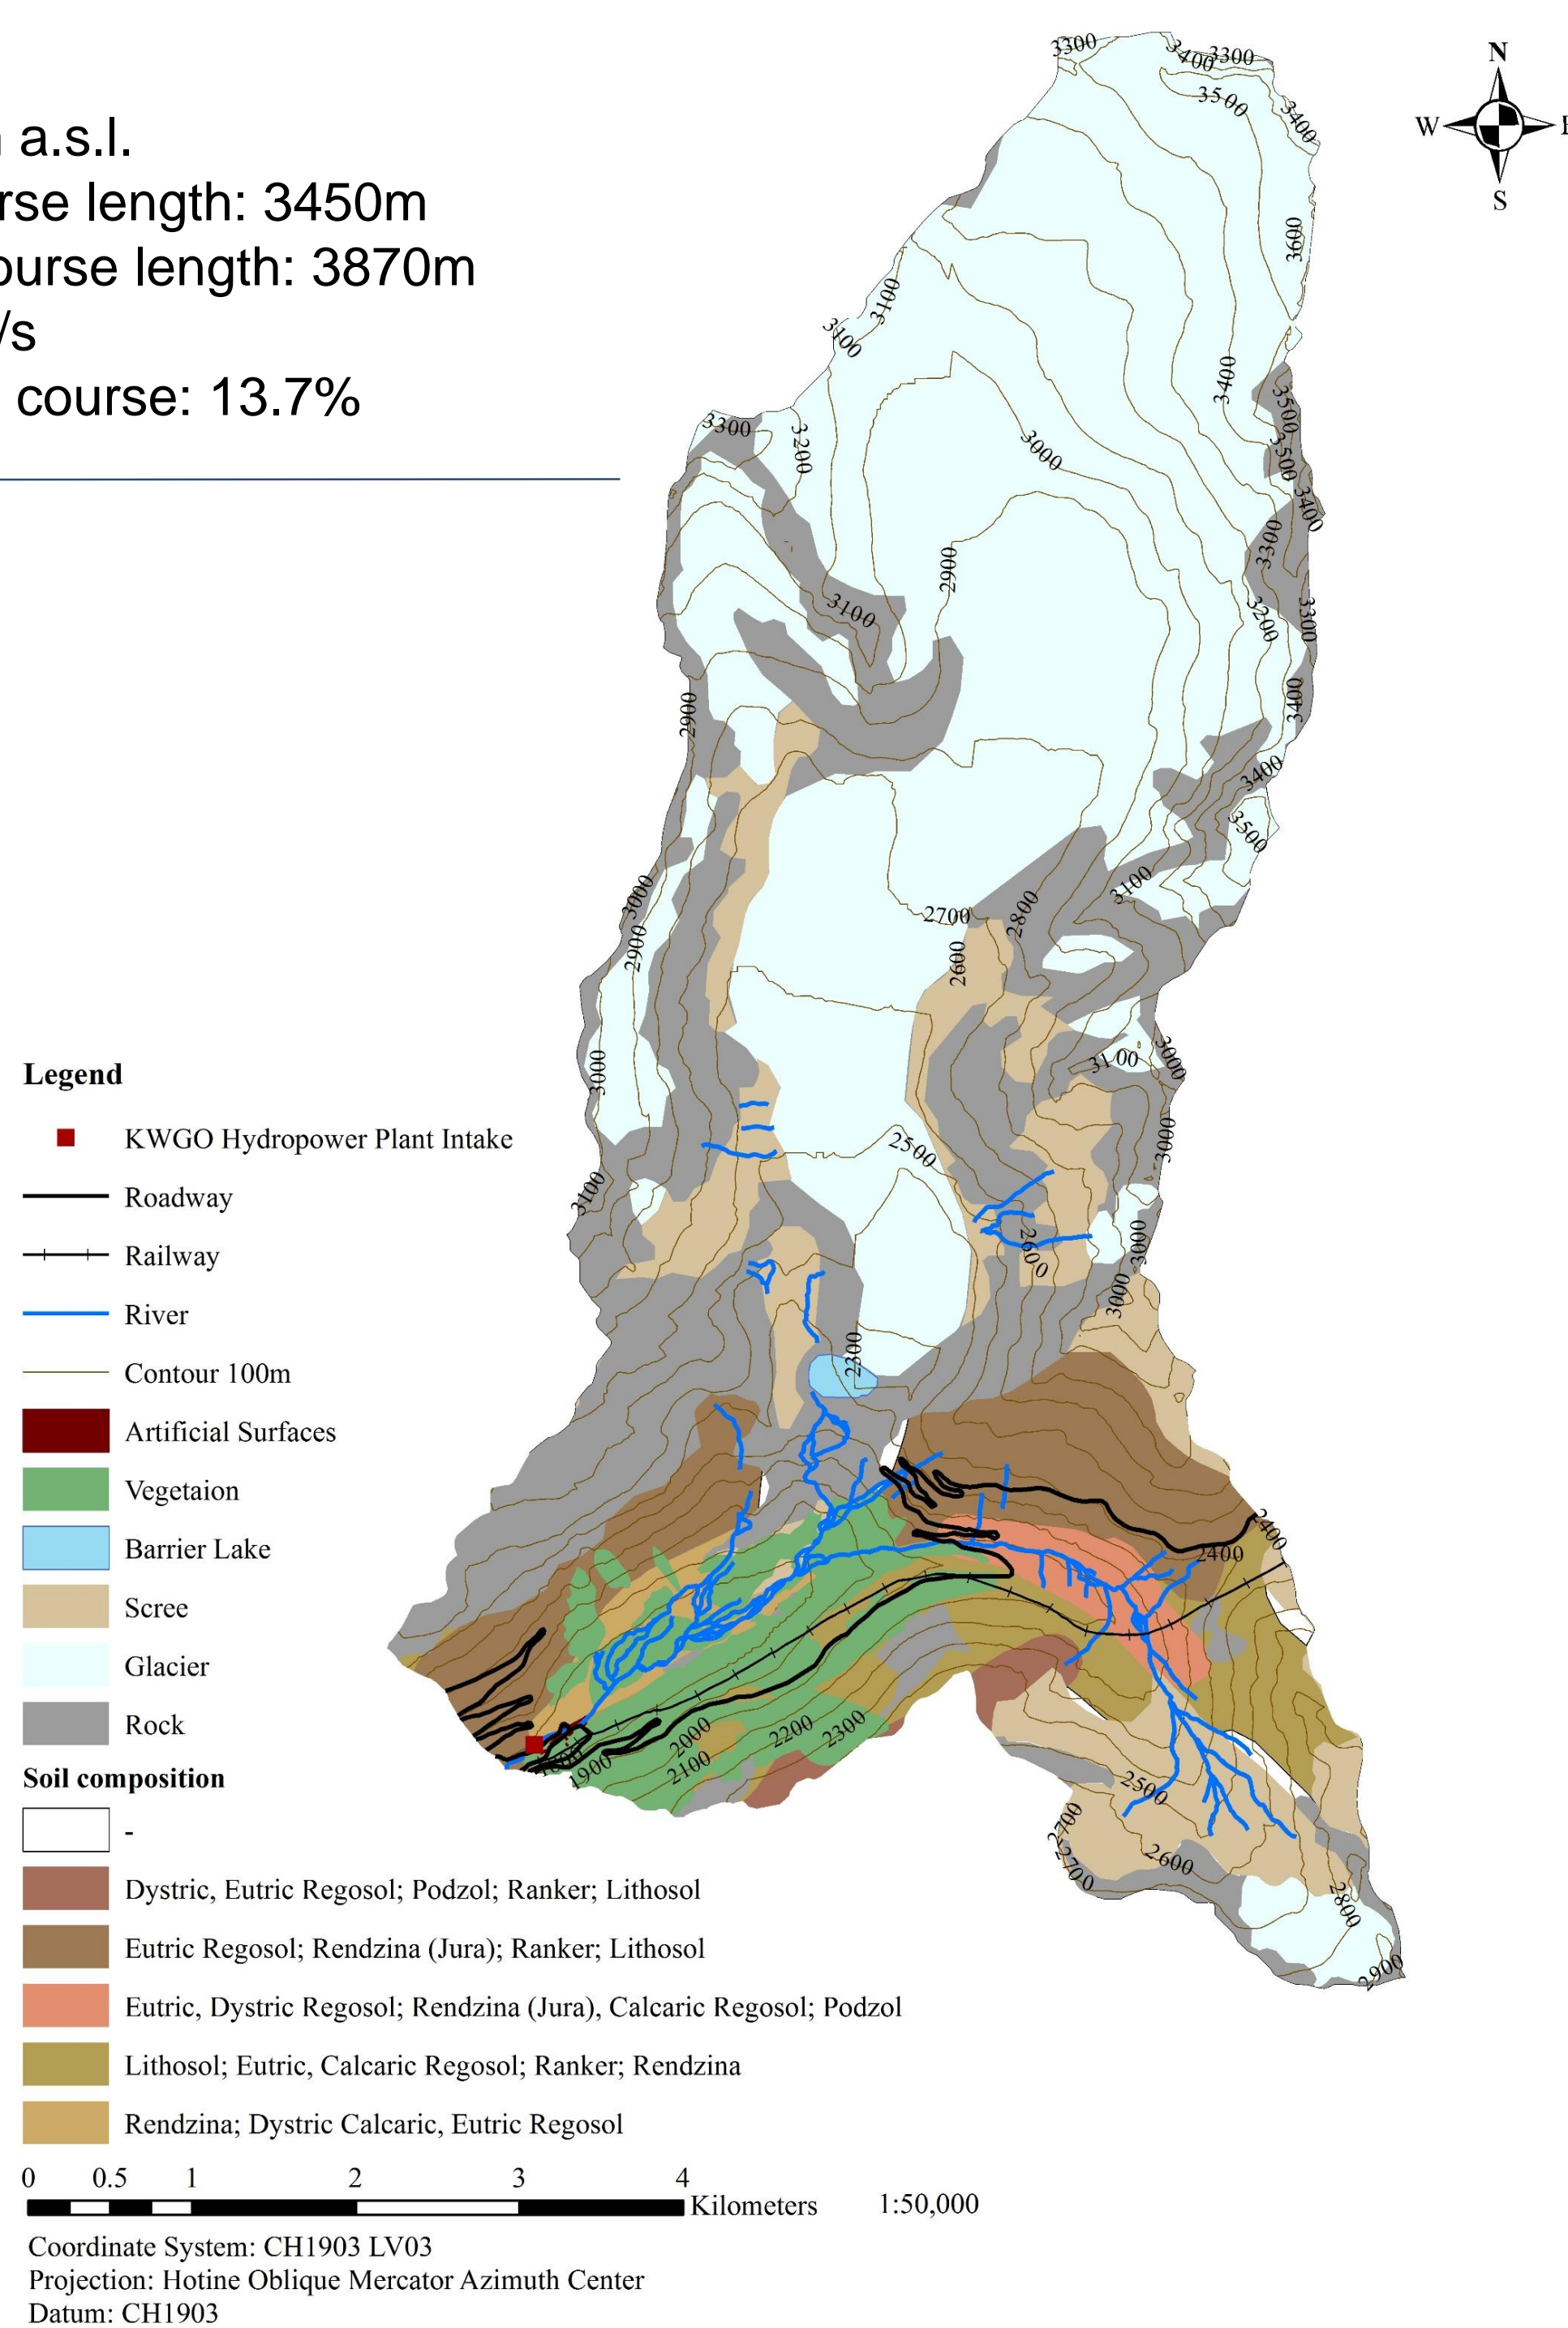 a.s.l.
rse length: 3450m
ourse length: 3870m
/s
course: 13.7%
N
W
S
3300
3400
3300
3500
3400
3600
3100
3100
3400
3500
3300
3200
3000
3500
3400
2900
3300
3100
3200
3300
2900
3400
3400
3500
3100
3000
2800
2700
2900
2600
3000
3100
3000
2500
3000
3100
2600
3000
3000
2300
2400
2400
2000
2200
2300
1900
2100
2500
2700
2700
2600
2800
2900
Legend
KWGO Hydropower Plant Intake
Roadway
Railway
River
Contour 100m
Artificial Surfaces
Vegetaion
Barrier Lake
Scree
Glacier
Rock
Soil composition
-
Dystric, Eutric Regosol; Podzol; Ranker; Lithosol
Eutric Regosol; Rendzina (Jura); Ranker; Lithosol
Eutric, Dystric Regosol; Rendzina (Jura), Calcaric Regosol; Podzol
Lithosol; Eutric, Calcaric Regosol; Ranker; Rendzina
Rendzina; Dystric Calcaric, Eutric Regosol
0 0.5 1 2 3 4
Kilometers 1:50,000
Coordinate System: CH1903 LV03
Projection: Hotine Oblique Mercator Azimuth Center
Datum: CH1903